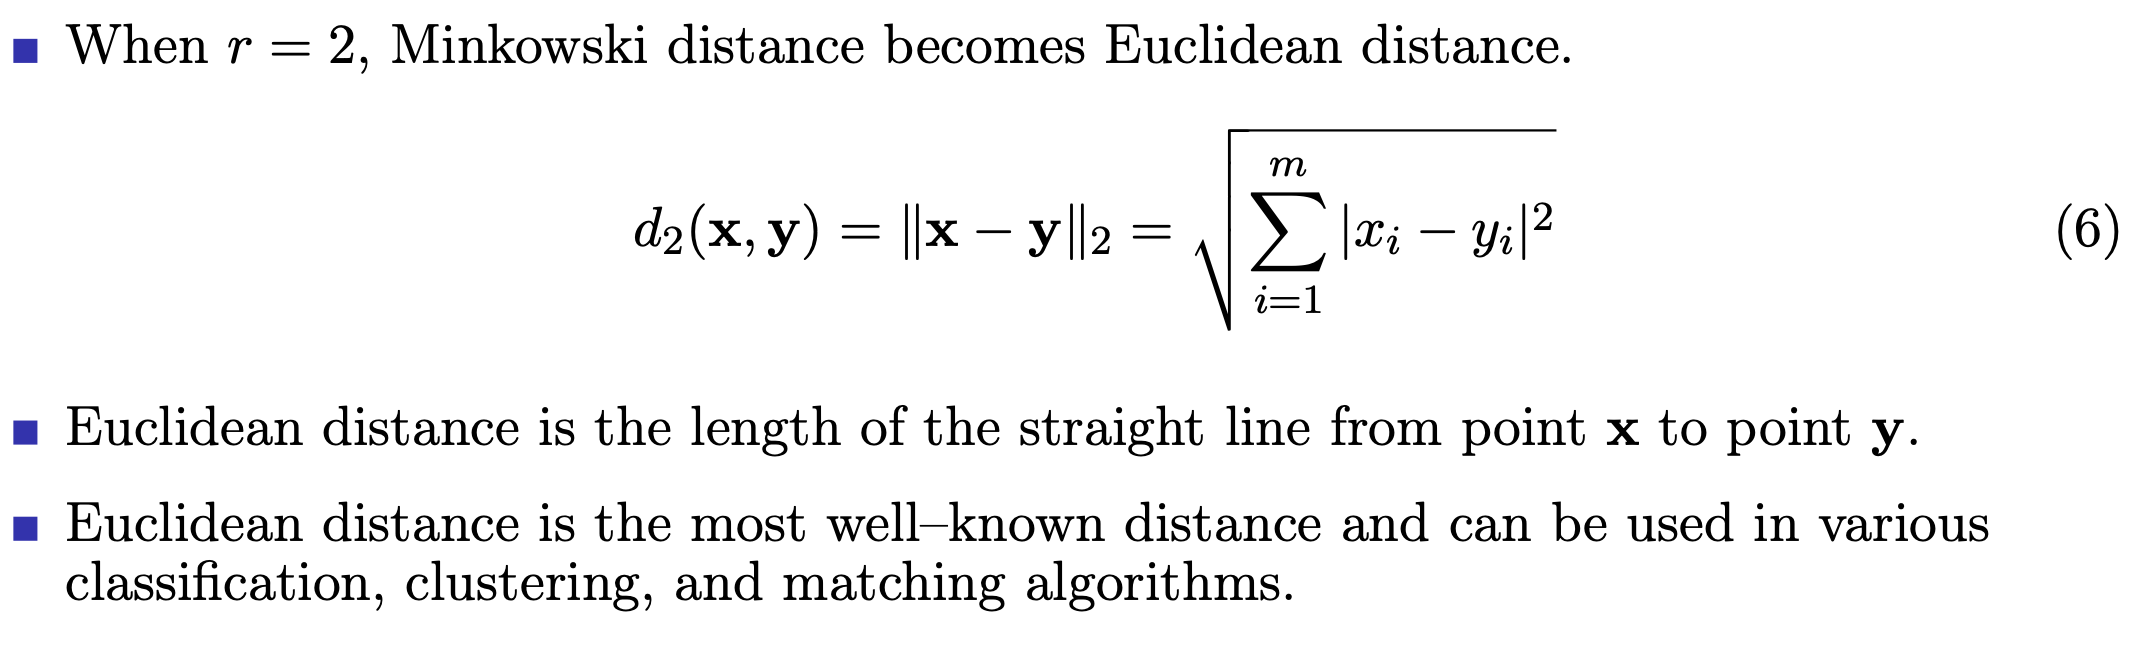 ■ When r = 2, Minkowski distance becomes Euclidean distance.
d₂(𝐱, 𝐲) = ‖𝐱 − 𝐲‖₂ = √(∑_{i=1}^{m} |xᵢ − yᵢ|²) (6)
■ Euclidean distance is the length of the straight line from point 𝐱 to point 𝐲.
■ Euclidean distance is the most well–known distance and can be used in various
classification, clustering, and matching algorithms.